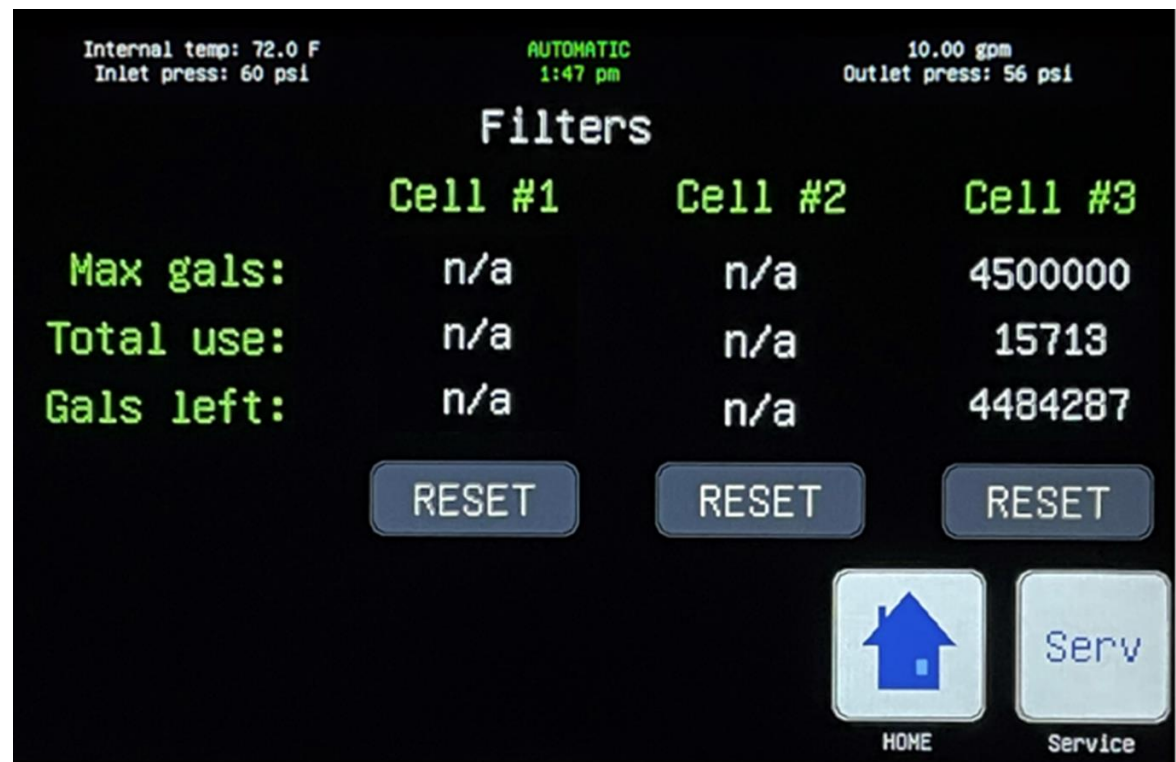 Internal temp: 72.0 F
Inlet press: 60 psi
AUTOMATIC
1:47 pm
10.00 gpm
Outlet press: 56 psi
Filters
Cell #1 Cell #2 Cell #3
Max gals: n/a n/a 4500000
Total use: n/a n/a 15713
Gals left: n/a n/a 4484287
RESET RESET RESET
Serv
HOME Service